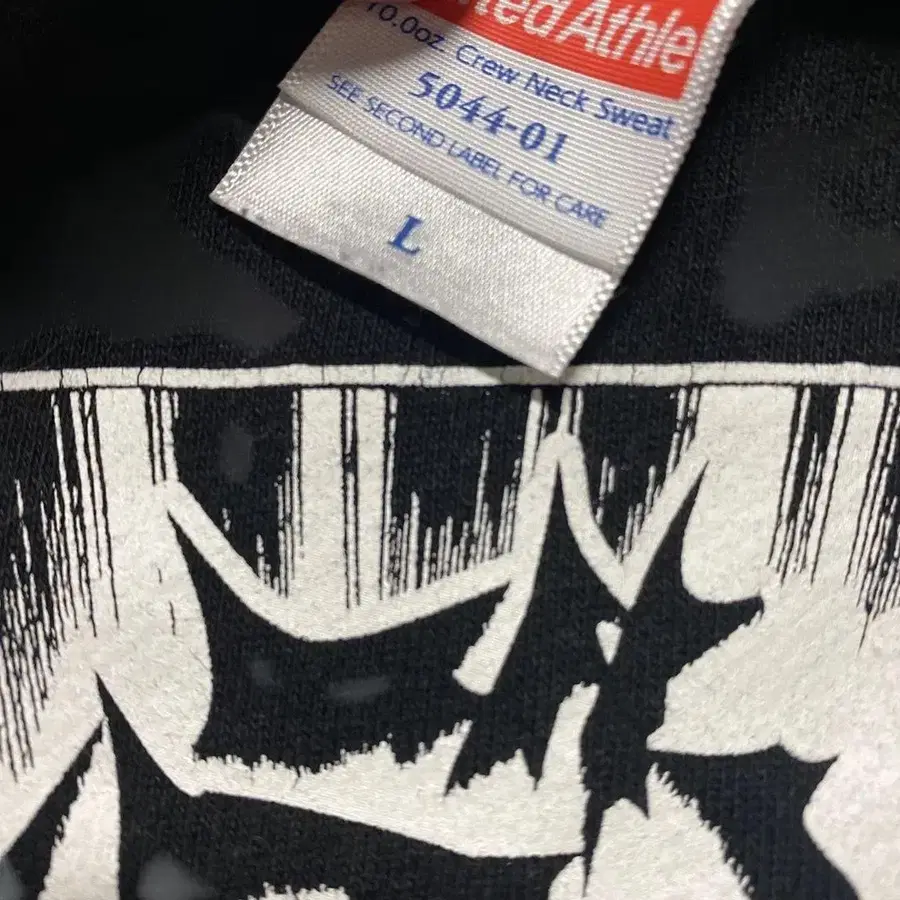 ited Athle
10.0oz. Crew Neck Sweat
5044-01
SEE SECOND LABEL FOR CARE
L